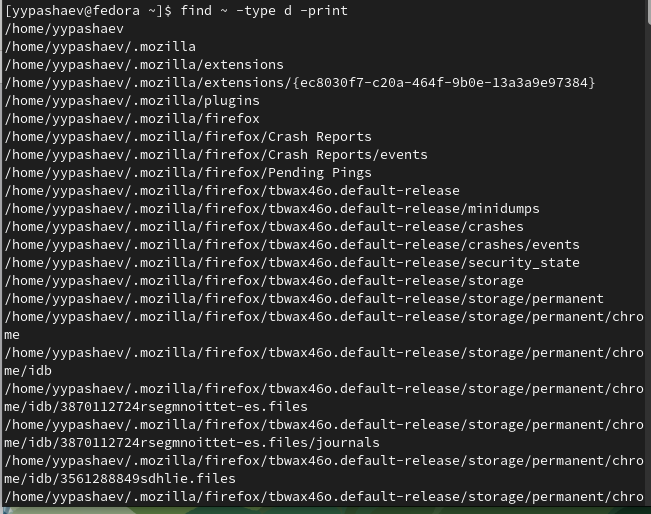 [yypashaev@fedora ~]$ find ~ -type d -print
/home/yypashaev
/home/yypashaev/.mozilla
/home/yypashaev/.mozilla/extensions
/home/yypashaev/.mozilla/extensions/{ec8030f7-c20a-464f-9b0e-13a3a9e97384}
/home/yypashaev/.mozilla/plugins
/home/yypashaev/.mozilla/firefox
/home/yypashaev/.mozilla/firefox/Crash Reports
/home/yypashaev/.mozilla/firefox/Crash Reports/events
/home/yypashaev/.mozilla/firefox/Pending Pings
/home/yypashaev/.mozilla/firefox/tbwax46o.default-release
/home/yypashaev/.mozilla/firefox/tbwax46o.default-release/minidumps
/home/yypashaev/.mozilla/firefox/tbwax46o.default-release/crashes
/home/yypashaev/.mozilla/firefox/tbwax46o.default-release/crashes/events
/home/yypashaev/.mozilla/firefox/tbwax46o.default-release/security_state
/home/yypashaev/.mozilla/firefox/tbwax46o.default-release/storage
/home/yypashaev/.mozilla/firefox/tbwax46o.default-release/storage/permanent
/home/yypashaev/.mozilla/firefox/tbwax46o.default-release/storage/permanent/chro
me
/home/yypashaev/.mozilla/firefox/tbwax46o.default-release/storage/permanent/chro
me/idb
/home/yypashaev/.mozilla/firefox/tbwax46o.default-release/storage/permanent/chro
me/idb/3870112724rsegmnoittet-es.files
/home/yypashaev/.mozilla/firefox/tbwax46o.default-release/storage/permanent/chro
me/idb/3870112724rsegmnoittet-es.files/journals
/home/yypashaev/.mozilla/firefox/tbwax46o.default-release/storage/permanent/chro
me/idb/3561288849sdhlie.files
/home/yypashaev/.mozilla/firefox/tbwax46o.default-release/storage/permanent/chro